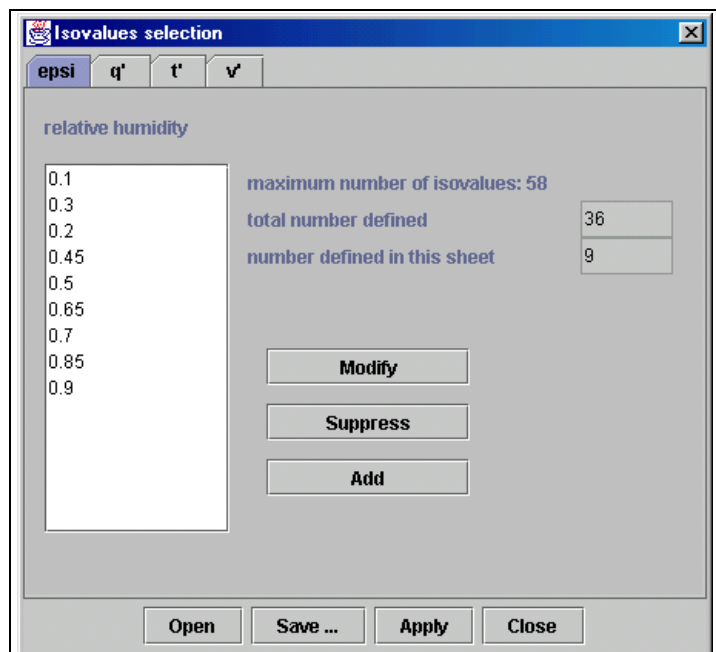 Isovalues selection
epsi q' t' v'
relative humidity
0.1
0.3
0.2
0.45
0.5
0.65
0.7
0.85
0.9
maximum number of isovalues: 58
total number defined 36
number defined in this sheet 9
Modify
Suppress
Add
Open Save ... Apply Close